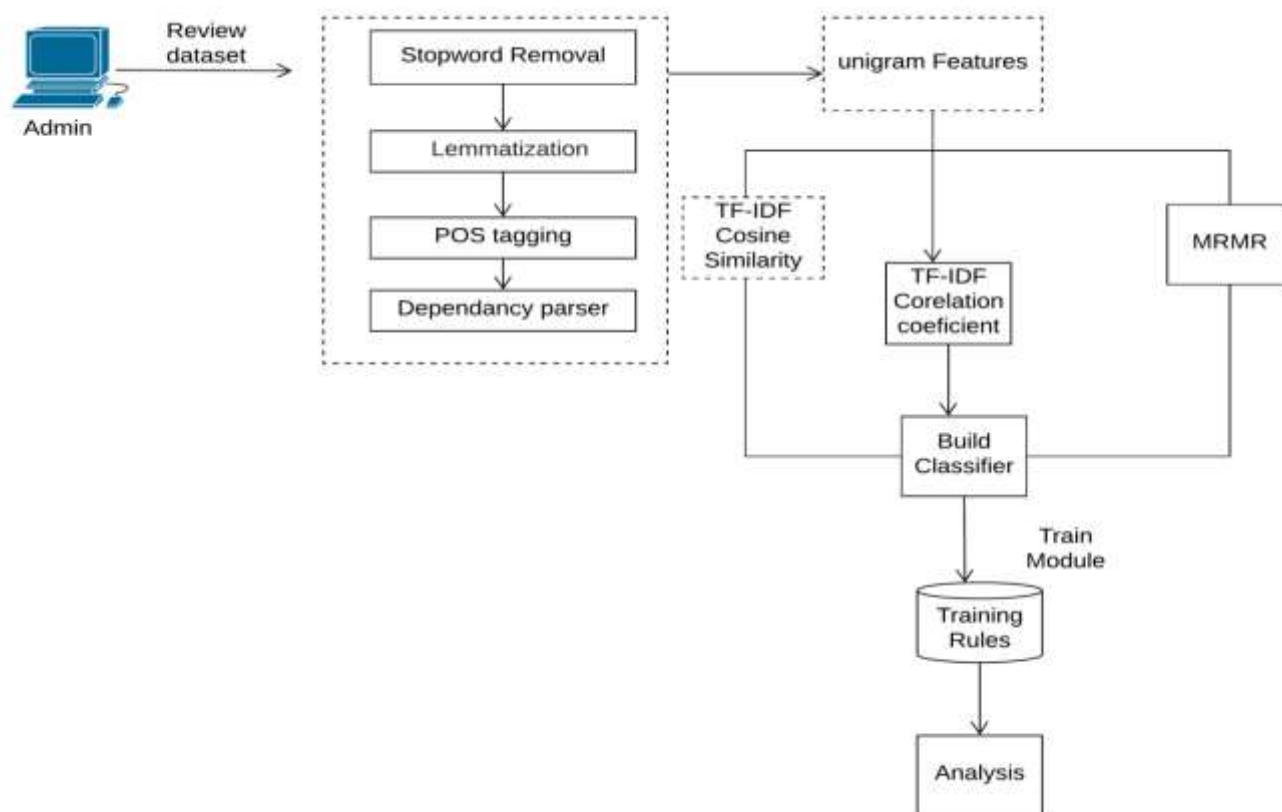 Review
dataset
Admin
Stopword Removal
Lemmatization
POS tagging
Dependancy parser
unigram Features
TF-IDF
Cosine
Similarity
TF-IDF
Corelation
coeficient
MRMR
Build
Classifier
Train
Module
Training
Rules
Analysis